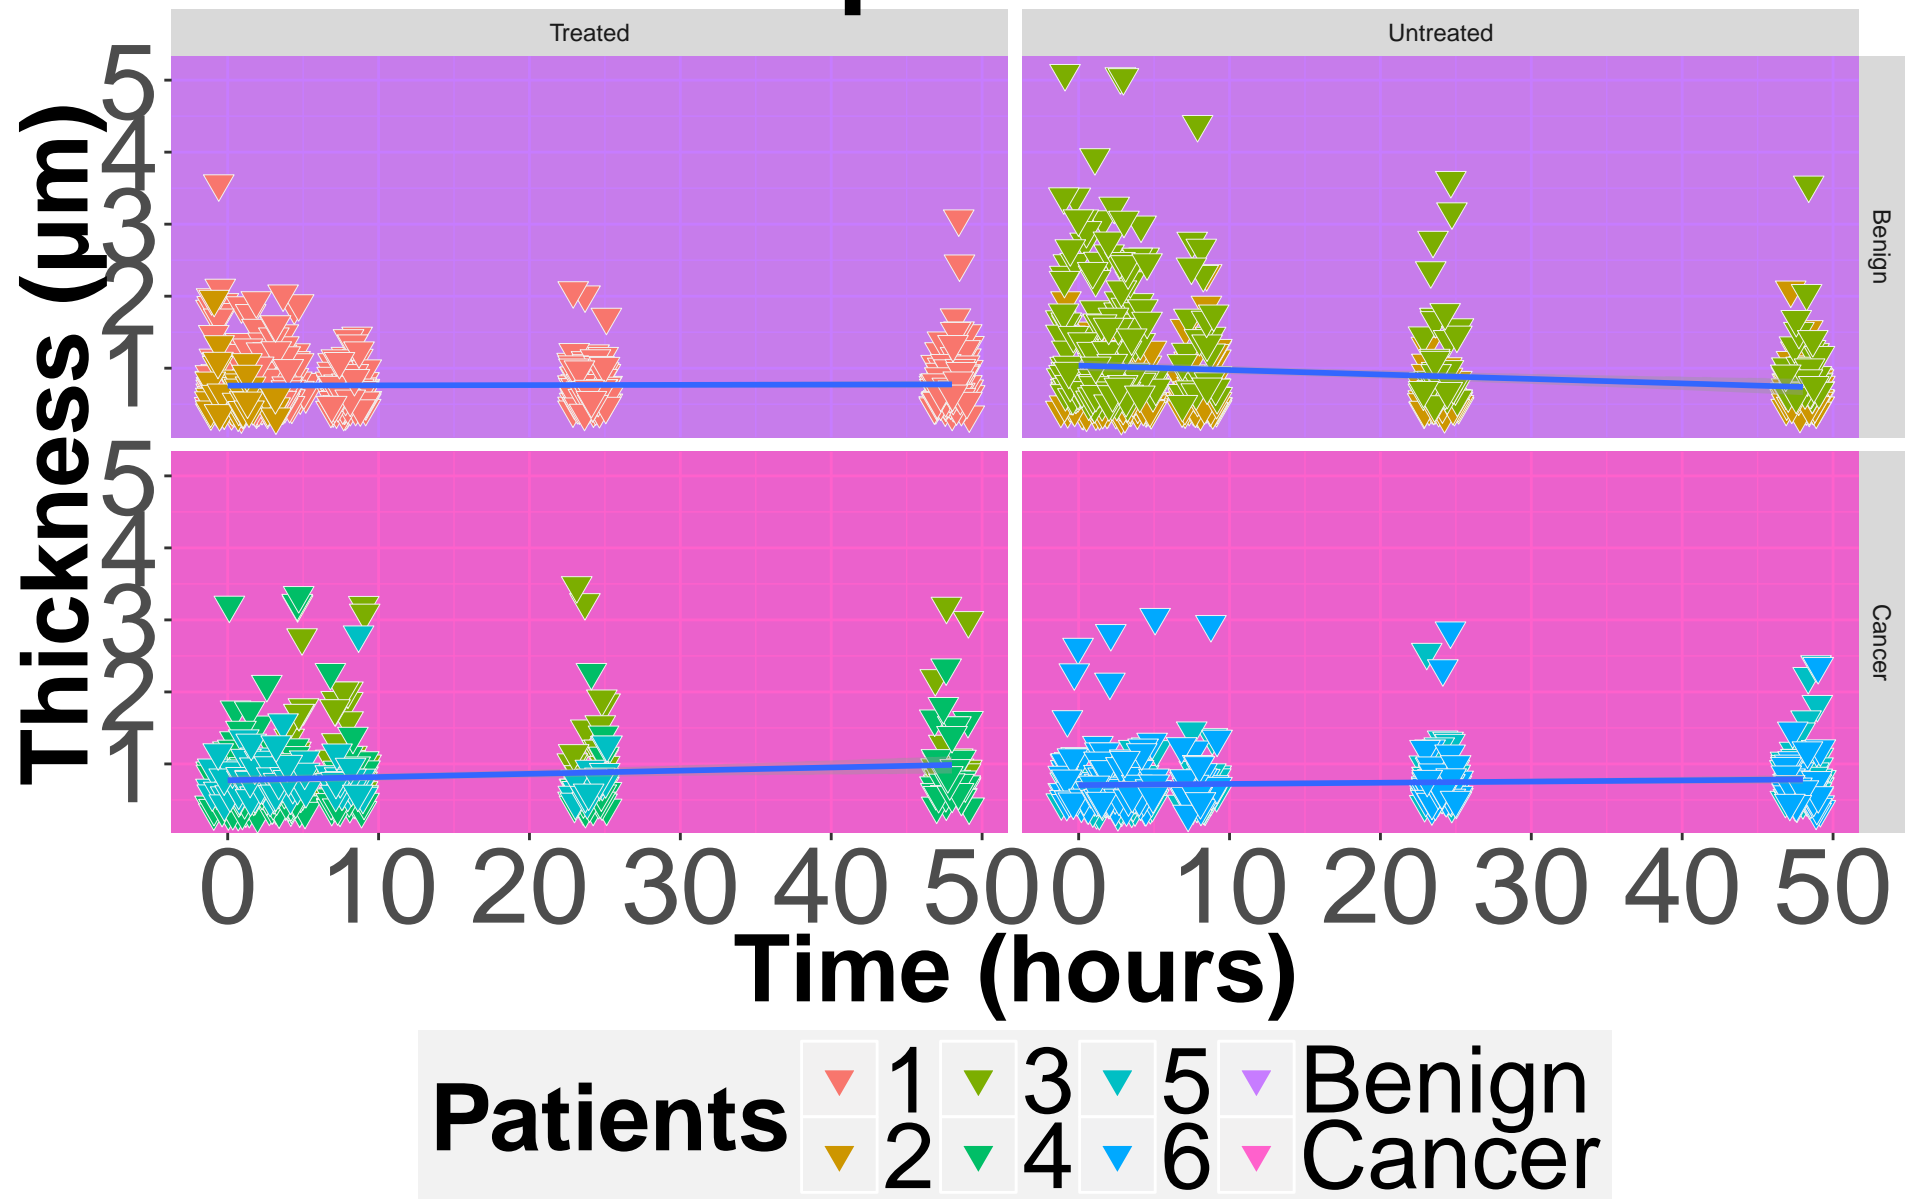 Treated Untreated
Thickness (µm)
5
4
3
2
1
Benign
5
4
3
2
1
Cancer
0 10 20 30 40 50 0 10 20 30 40 50
Time (hours)
Patients
1 3 5 Benign
2 4 6 Cancer